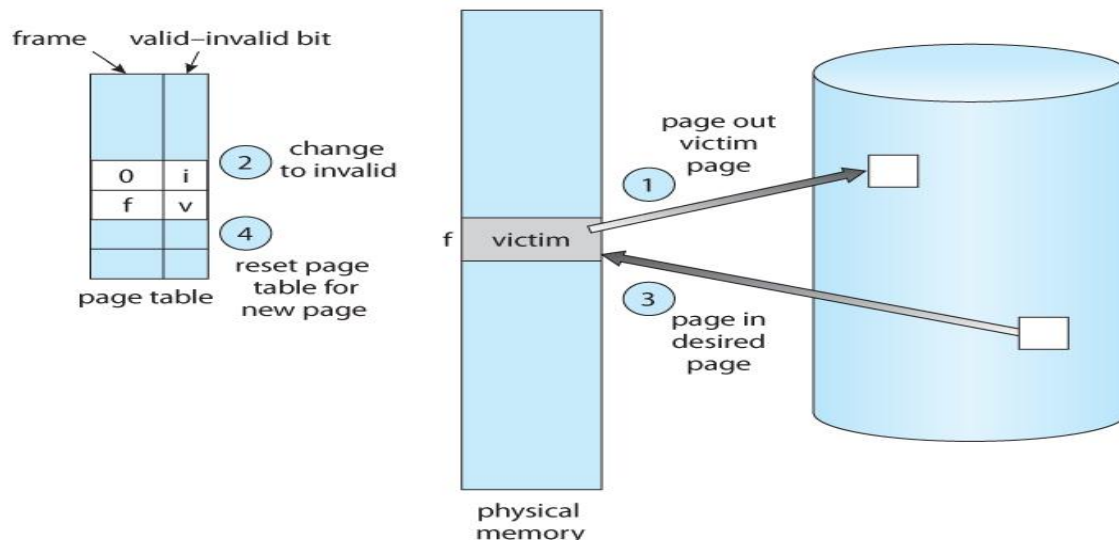 frame
valid–invalid bit
0 i
f v
page table
2
change
to invalid
4
reset page
table for
new page
f
victim
physical
memory
1
page out
victim
page
3
page in
desired
page